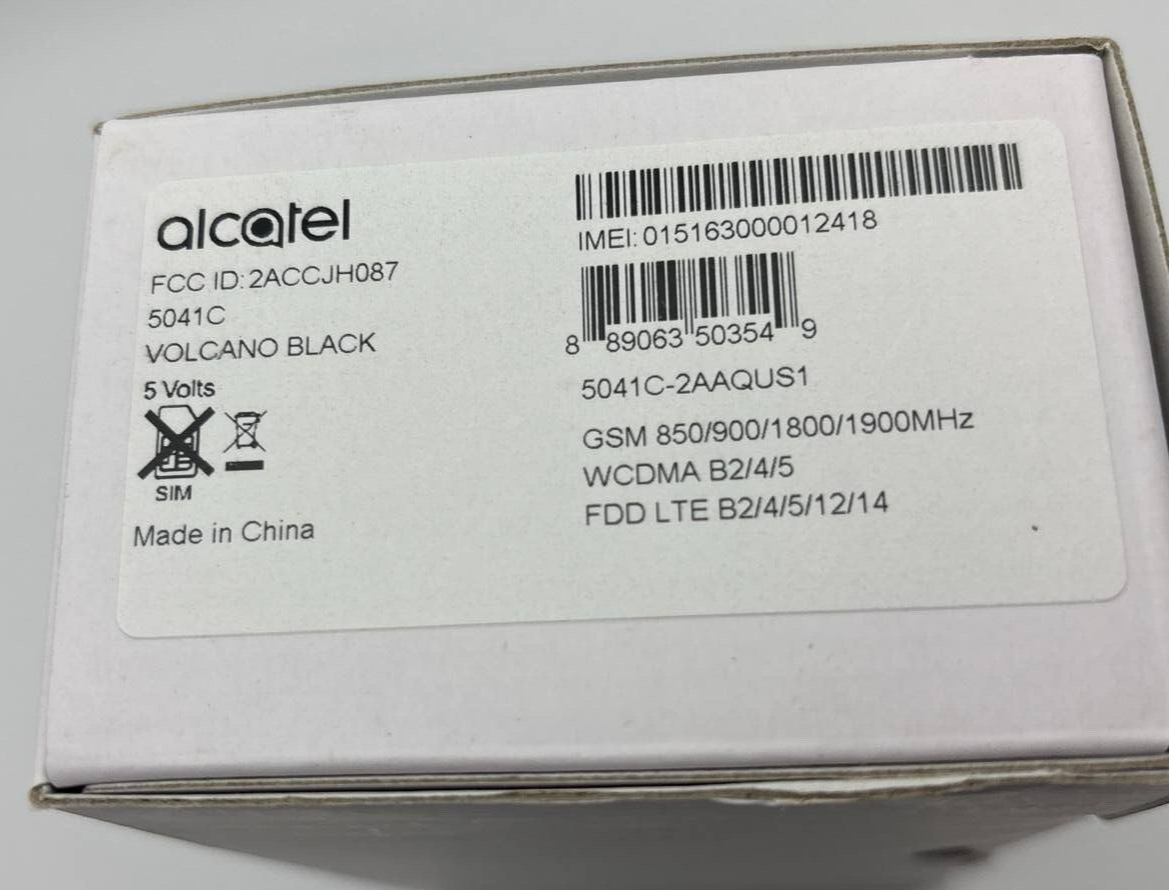 alcatel
FCC ID: 2ACCJH087
5041C
VOLCANO BLACK
5 Volts
SIM
Made in China
IMEI: 015163000012418
8 89063 50354 9
5041C-2AAQUS1
GSM 850/900/1800/1900MHz
WCDMA B2/4/5
FDD LTE B2/4/5/12/14